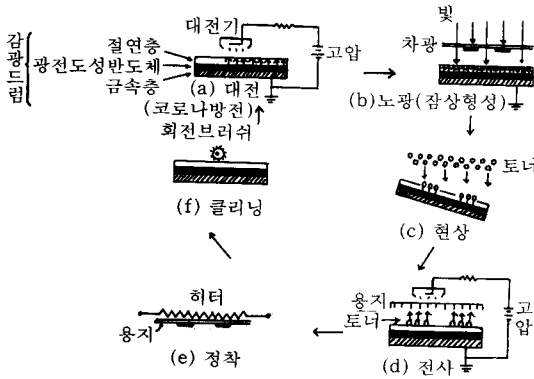 감광드럼
대전기
절연층
광전도성반도체
금속층
고압
(a) 대전
(코로나방전)
회전브러쉬
빛
차광
(b)노광(잠상형성)
토너
(c) 현상
용지
토너
고압
(d) 전사
히터
용지
(e) 정착
(f) 클리닝